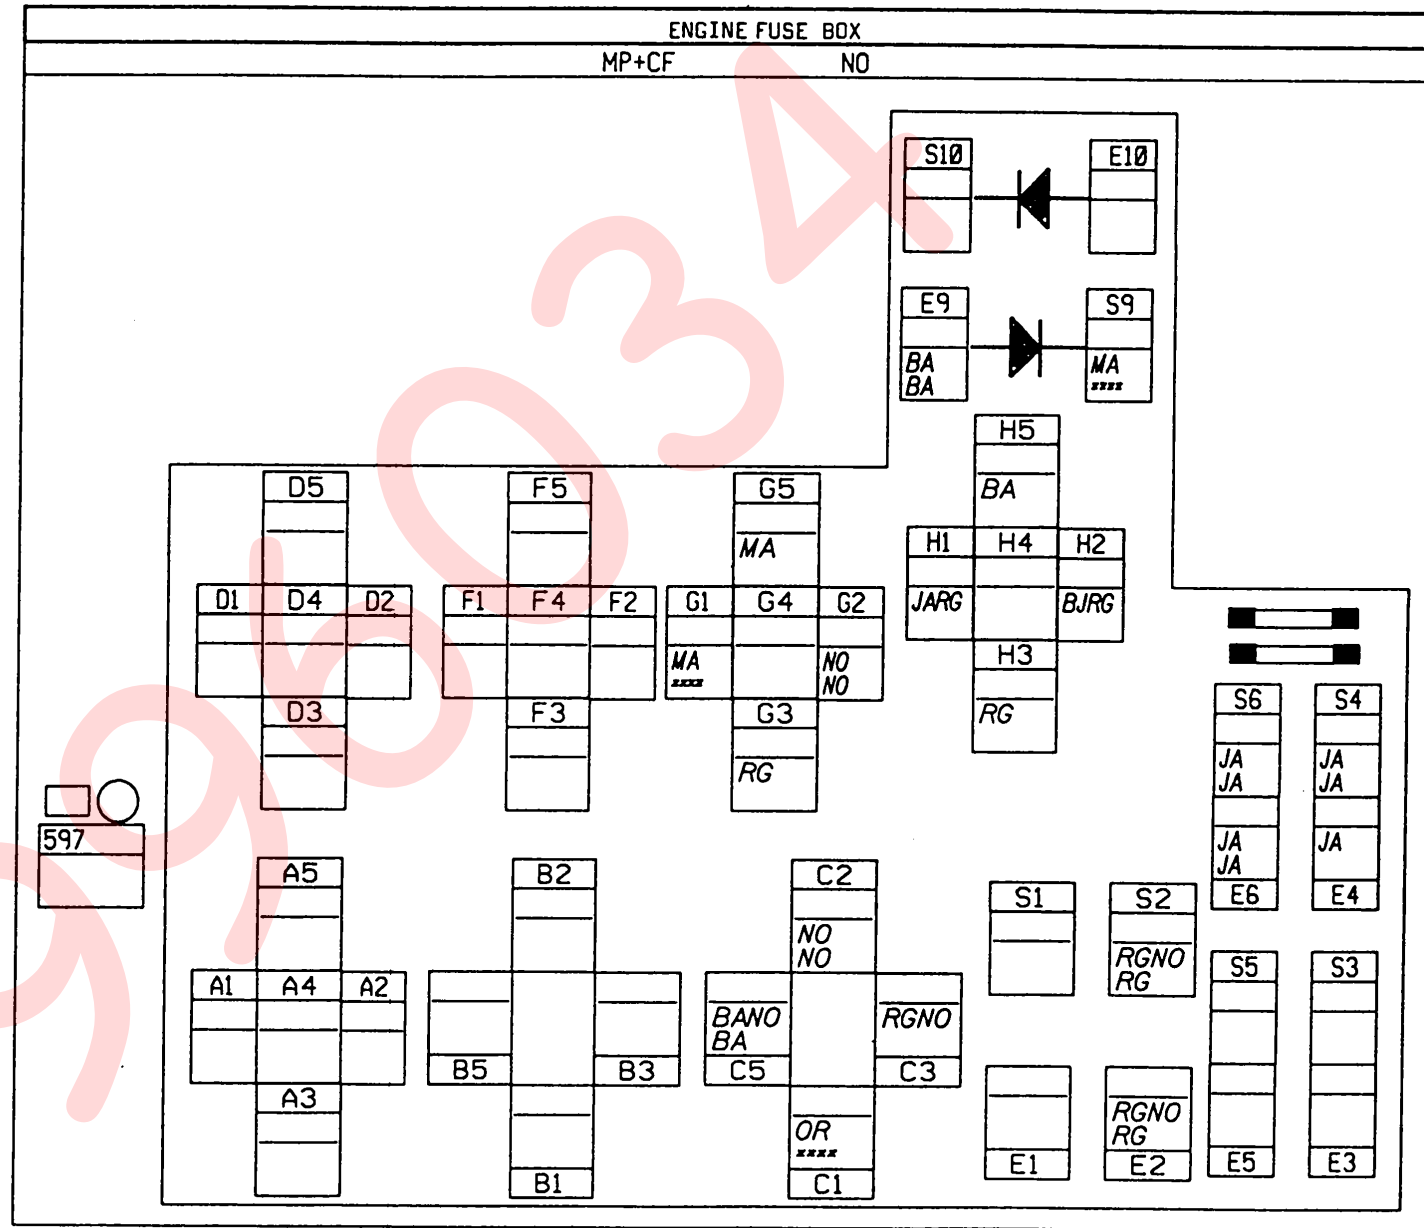 ENGINE FUSE BOX
MP+CF NO
S10 E10
E9 S9
BA MA
BA xxxx
H5
BA
D5 F5 G5
MA
H1 H4 H2
JARG BJRG
D1 D4 D2 F1 F4 F2 G1 G4 G2
MA NO
xxxx NO
H3
RG
D3 F3 G3
RG
S6 S4
JA JA
JA JA
JA JA
JA
E6 E4
597
A5 B2 C2
NO
NO
S1 S2
RGNO
RG
A1 A4 A2
BANO RGNO
BA
B5 B3 C5 C3
S5 S3
A3
OR
xxxx
B1 C1
RGNO
RG
E1 E2 E5 E3
996034